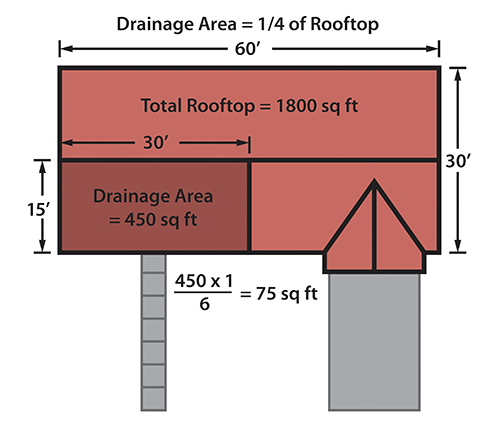 Drainage Area = 1/4 of Rooftop
60’
Total Rooftop = 1800 sq ft
30’
30’
15’
Drainage Area
= 450 sq ft
450 x 1
6
= 75 sq ft